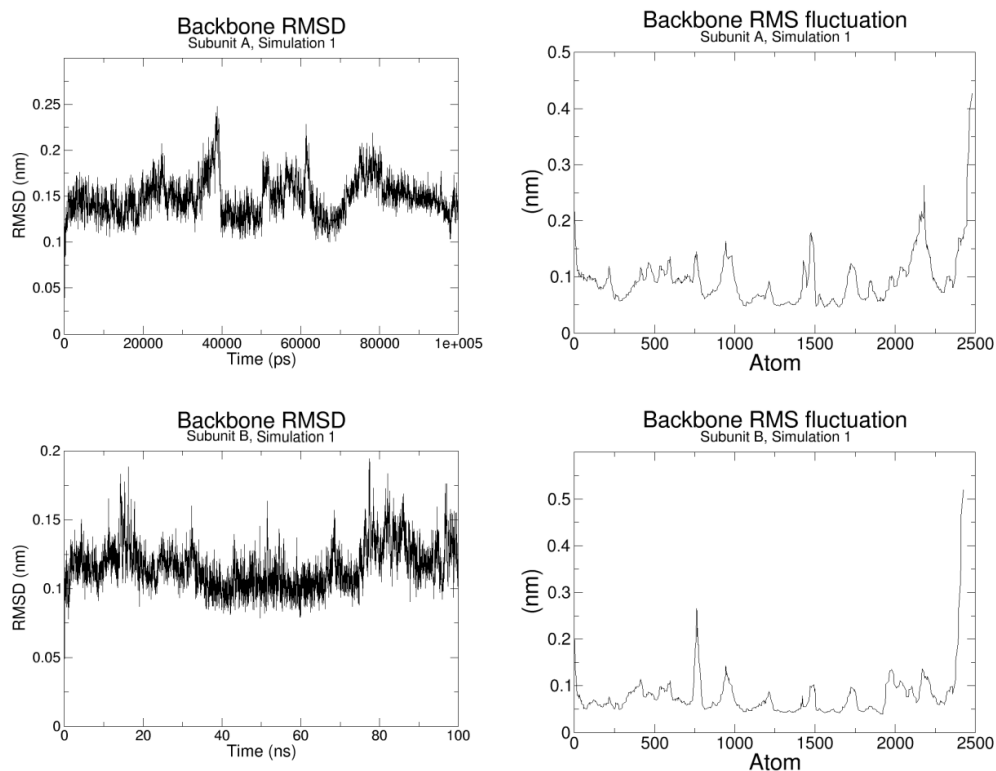 Backbone RMSD
Subunit A, Simulation 1
RMSD (nm)
0.25
0.2
0.15
0.1
0.05
0
0 20000 40000 60000 80000 1e+005
Time (ps)
Backbone RMS fluctuation
Subunit A, Simulation 1
(nm)
0.5
0.4
0.3
0.2
0.1
0
0 500 1000 1500 2000 2500
Atom
Backbone RMSD
Subunit B, Simulation 1
RMSD (nm)
0.2
0.15
0.1
0.05
0
0 20 40 60 80 100
Time (ns)
Backbone RMS fluctuation
Subunit B, Simulation 1
(nm)
0.5
0.4
0.3
0.2
0.1
0
0 500 1000 1500 2000 2500
Atom